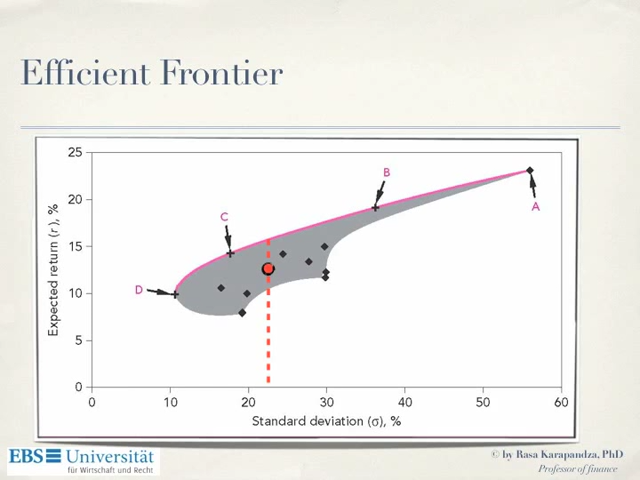 Efficient Frontier
25
20
15
10
5
0
Expected return (r), %
A
B
C
D
0 10 20 30 40 50 60
Standard deviation (σ), %
EBS Universität
für Wirtschaft und Recht
© by Rasa Karapandza, PhD
Professor of finance